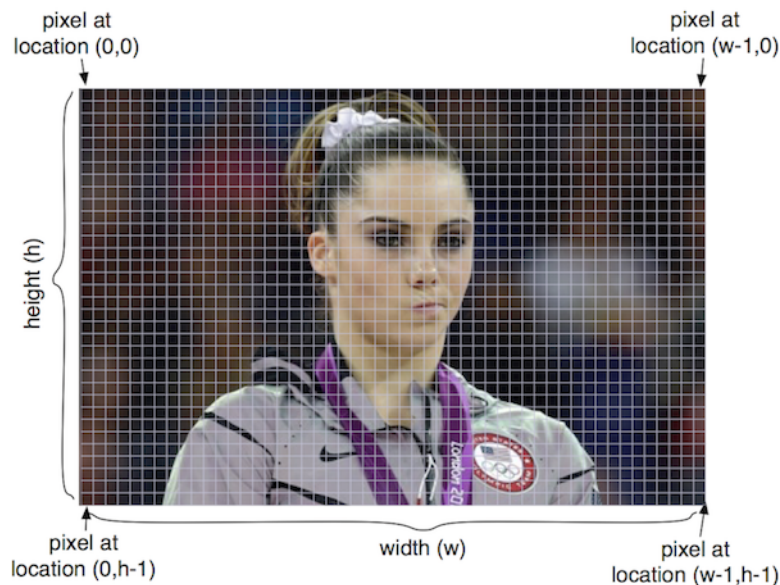 pixel at
location (0,0)
pixel at
location (w-1,0)
height (h)
London 20
width (w)
pixel at
location (0,h-1)
pixel at
location (w-1,h-1)